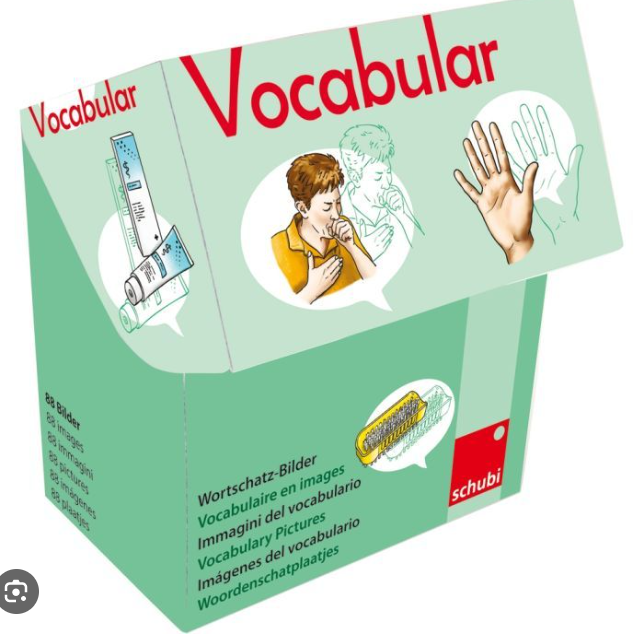 Vocabular
Vocabular
88 Bilder
88 images
88 immagini
88 pictures
88 imágenes
88 plaatjes
Wortschatz-Bilder
Vocabulaire en images
Immagini del vocabulario
Vocabulary Pictures
Imágenes del vocabulario
Woordenschatplaatjes
schubi